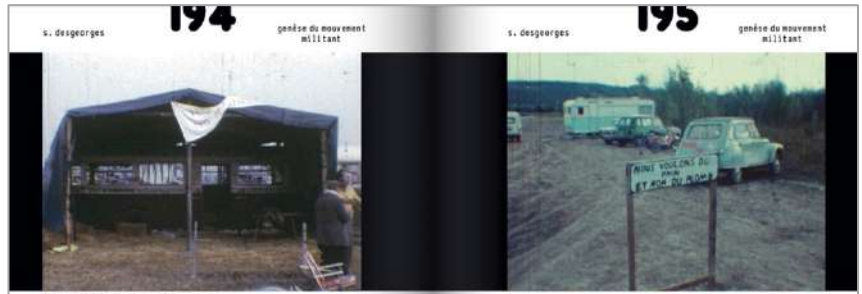 194
s. desgeorges
genèse du mouvement
militant
195
s. desgeorges
genèse du mouvement
militant
NOUS VOULONS DU
PAIN
ET NON DU PLOMB